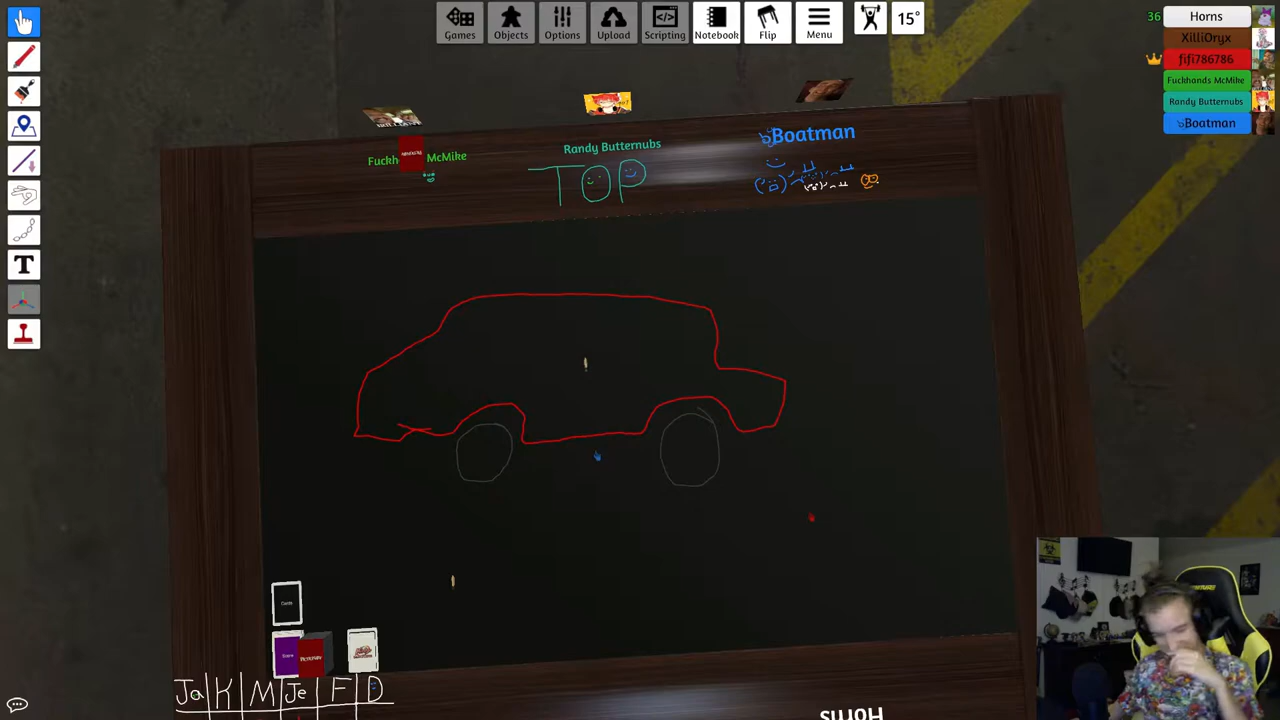 Games Objects Options Upload Scripting Notebook Flip Menu 15°
36 Horns
XilliOryx
fifi786786
Fuckhands McMike
Randy Butternubs
Boatman
Fuckh McMike
Randy Butternubs
Boatman
TOP
T
Cards
Ja K M Je F D
Horns